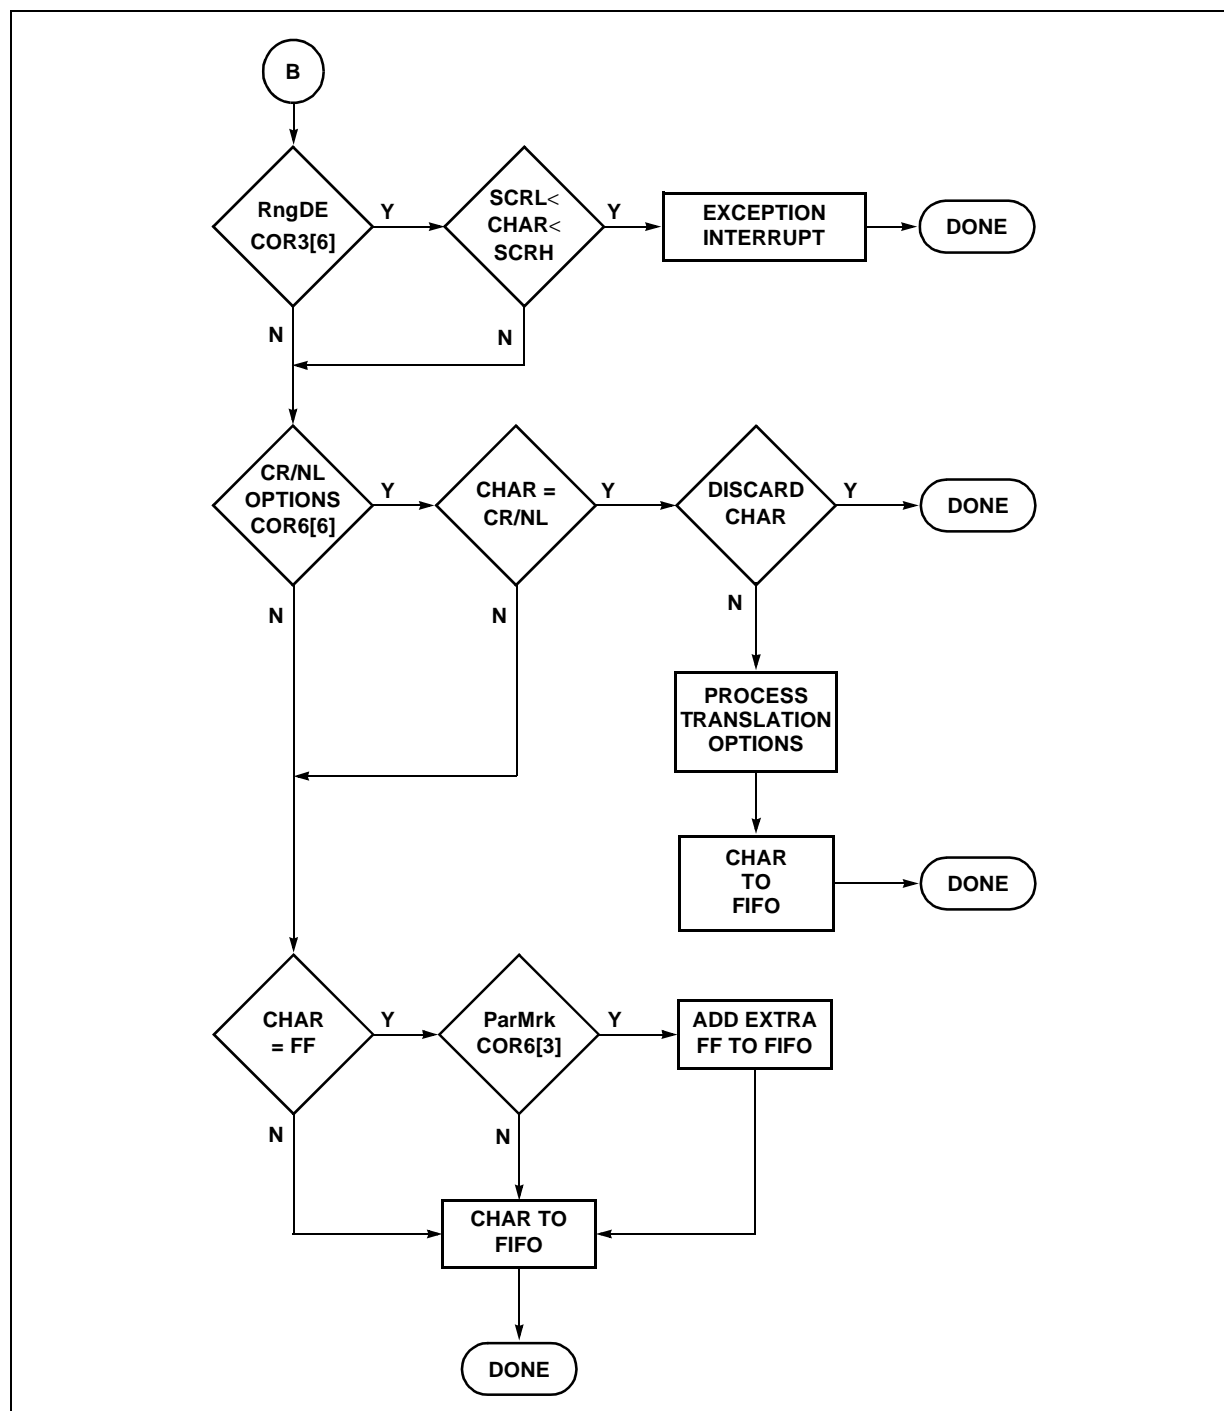 B
RngDE
COR3[6]
Y
SCRL<
CHAR<
SCRH
Y
EXCEPTION
INTERRUPT
DONE
N
N
CR/NL
OPTIONS
COR6[6]
Y
CHAR =
CR/NL
Y
DISCARD
CHAR
Y
DONE
N
N
N
PROCESS
TRANSLATION
OPTIONS
CHAR
TO
FIFO
DONE
CHAR
= FF
Y
ParMrk
COR6[3]
Y
ADD EXTRA
FF TO FIFO
N
N
CHAR TO
FIFO
DONE